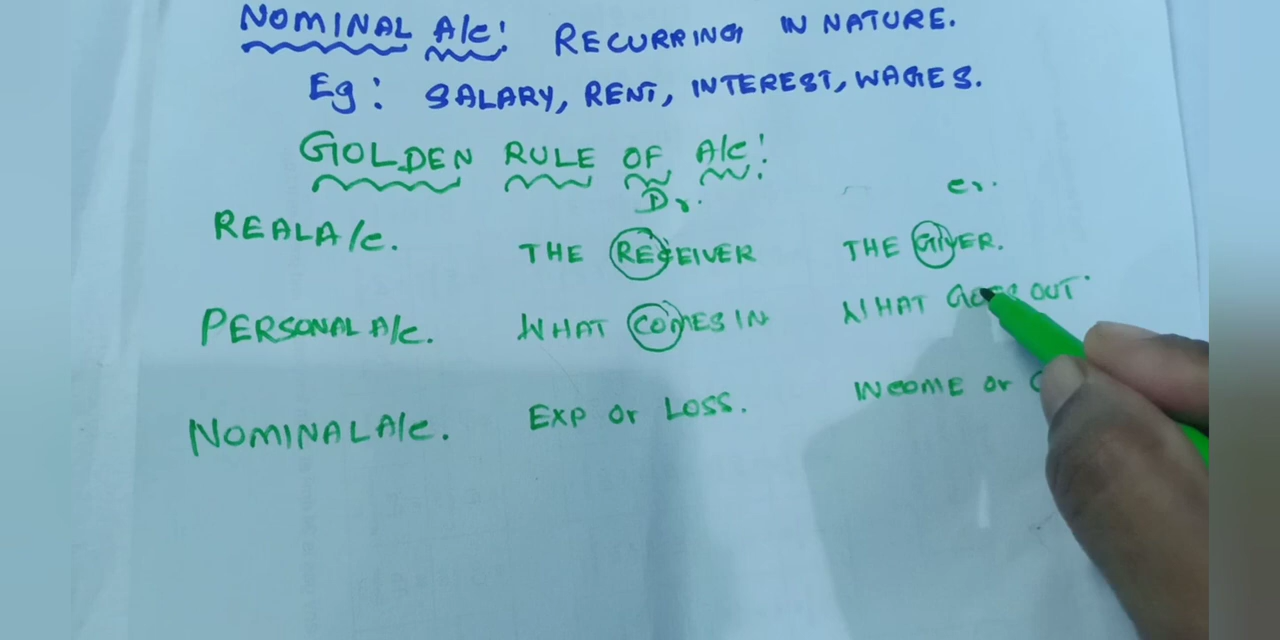 NOMINAL A/c: RECURRING IN NATURE.
Eg: SALARY, RENT, INTEREST, WAGES.
GOLDEN RULE OF A/c:
Dr. Cr.
REAL A/c. THE RECEIVER THE GIVER.
PERSONAL A/c. WHAT COMES IN WHAT GOES OUT.
NOMINAL A/c. EXP or LOSS. INCOME or